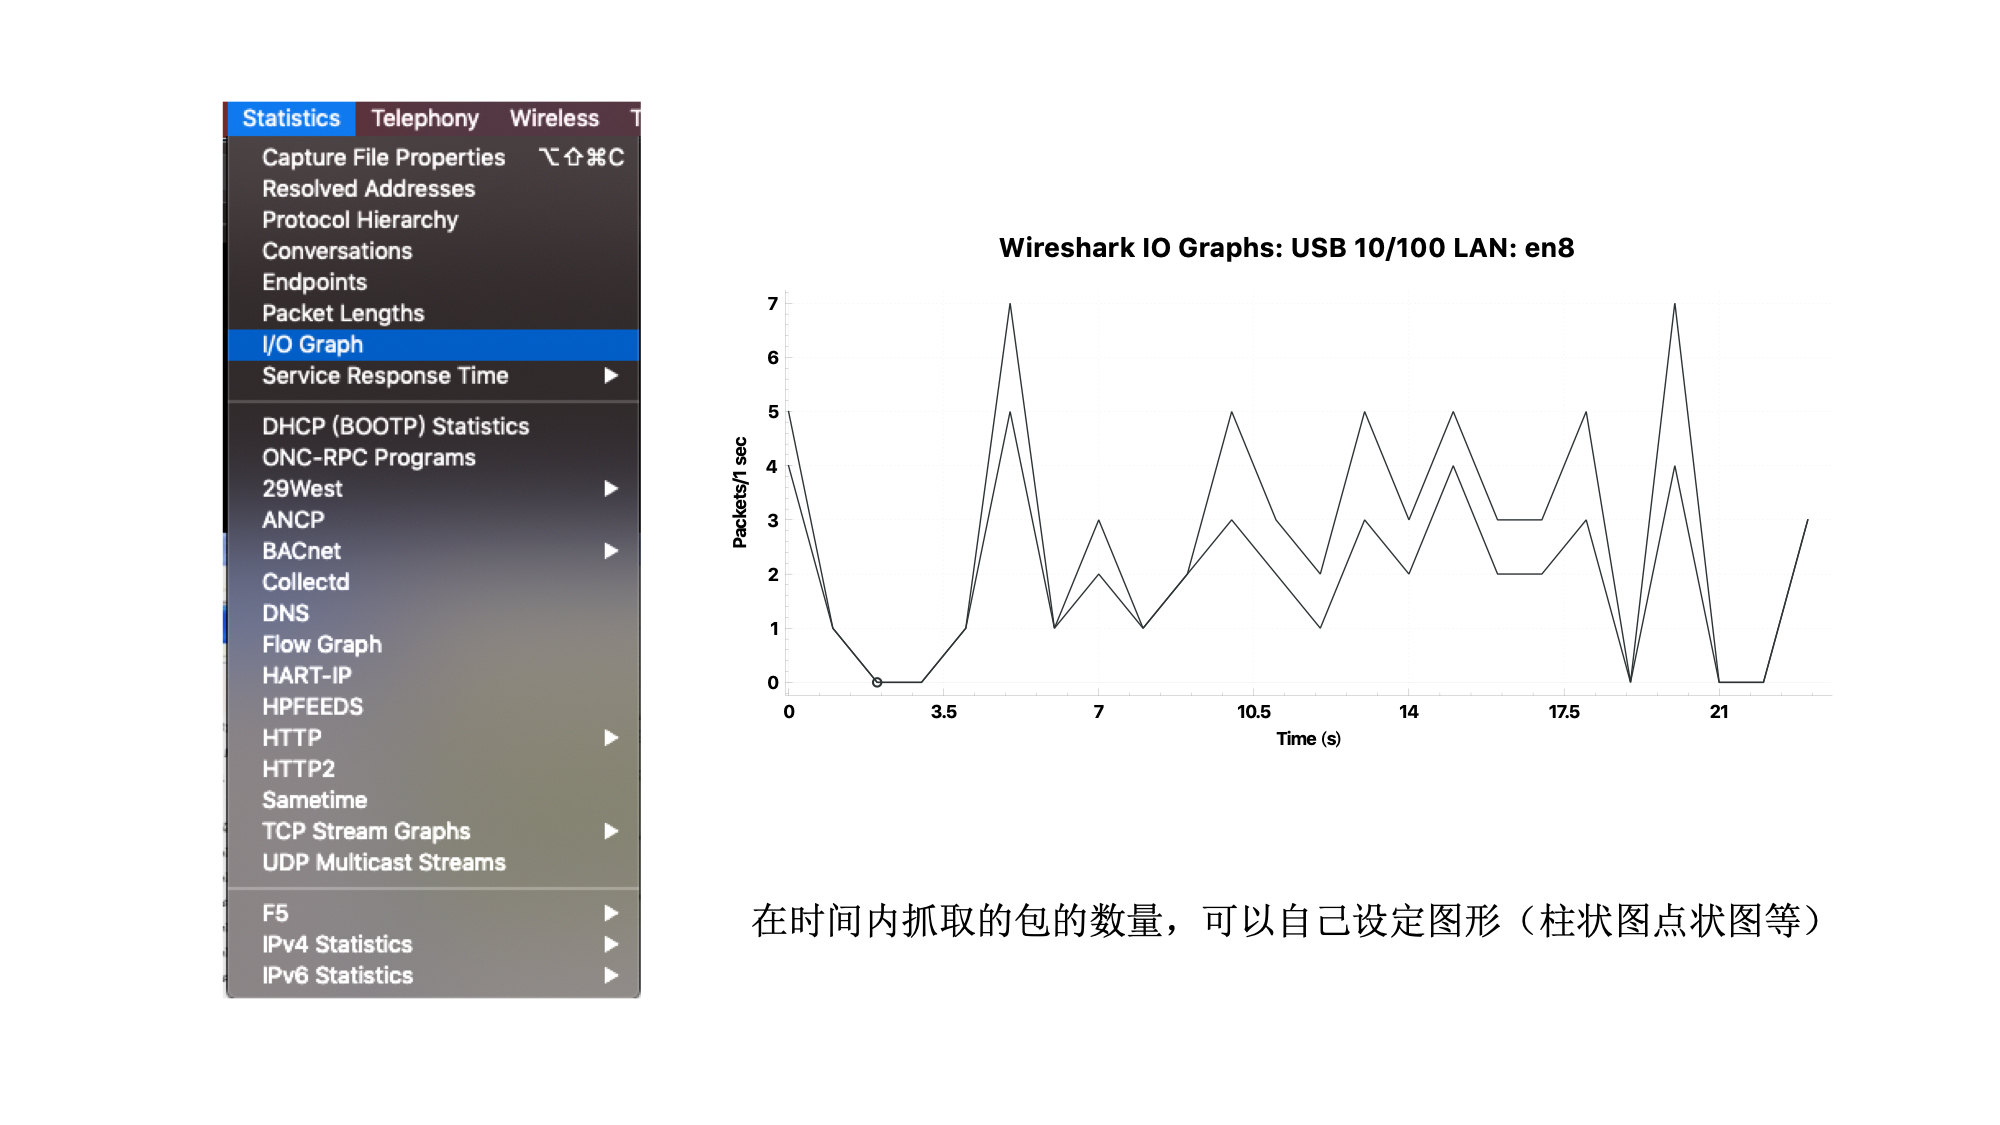 Statistics Telephony Wireless T
Capture File Properties ⌥⇧⌘C
Resolved Addresses
Protocol Hierarchy
Conversations
Endpoints
Packet Lengths
I/O Graph
Service Response Time ▶
DHCP (BOOTP) Statistics
ONC-RPC Programs
29West ▶
ANCP
BACnet ▶
Collectd
DNS
Flow Graph
HART-IP
HPFEEDS
HTTP ▶
HTTP2
Sametime
TCP Stream Graphs ▶
UDP Multicast Streams
F5 ▶
IPv4 Statistics ▶
IPv6 Statistics ▶
Wireshark IO Graphs: USB 10/100 LAN: en8
Packets/1 sec
7
6
5
4
3
2
1
0
0 3.5 7 10.5 14 17.5 21
Time (s)
在时间内抓取的包的数量，可以自己设定图形（柱状图点状图等）